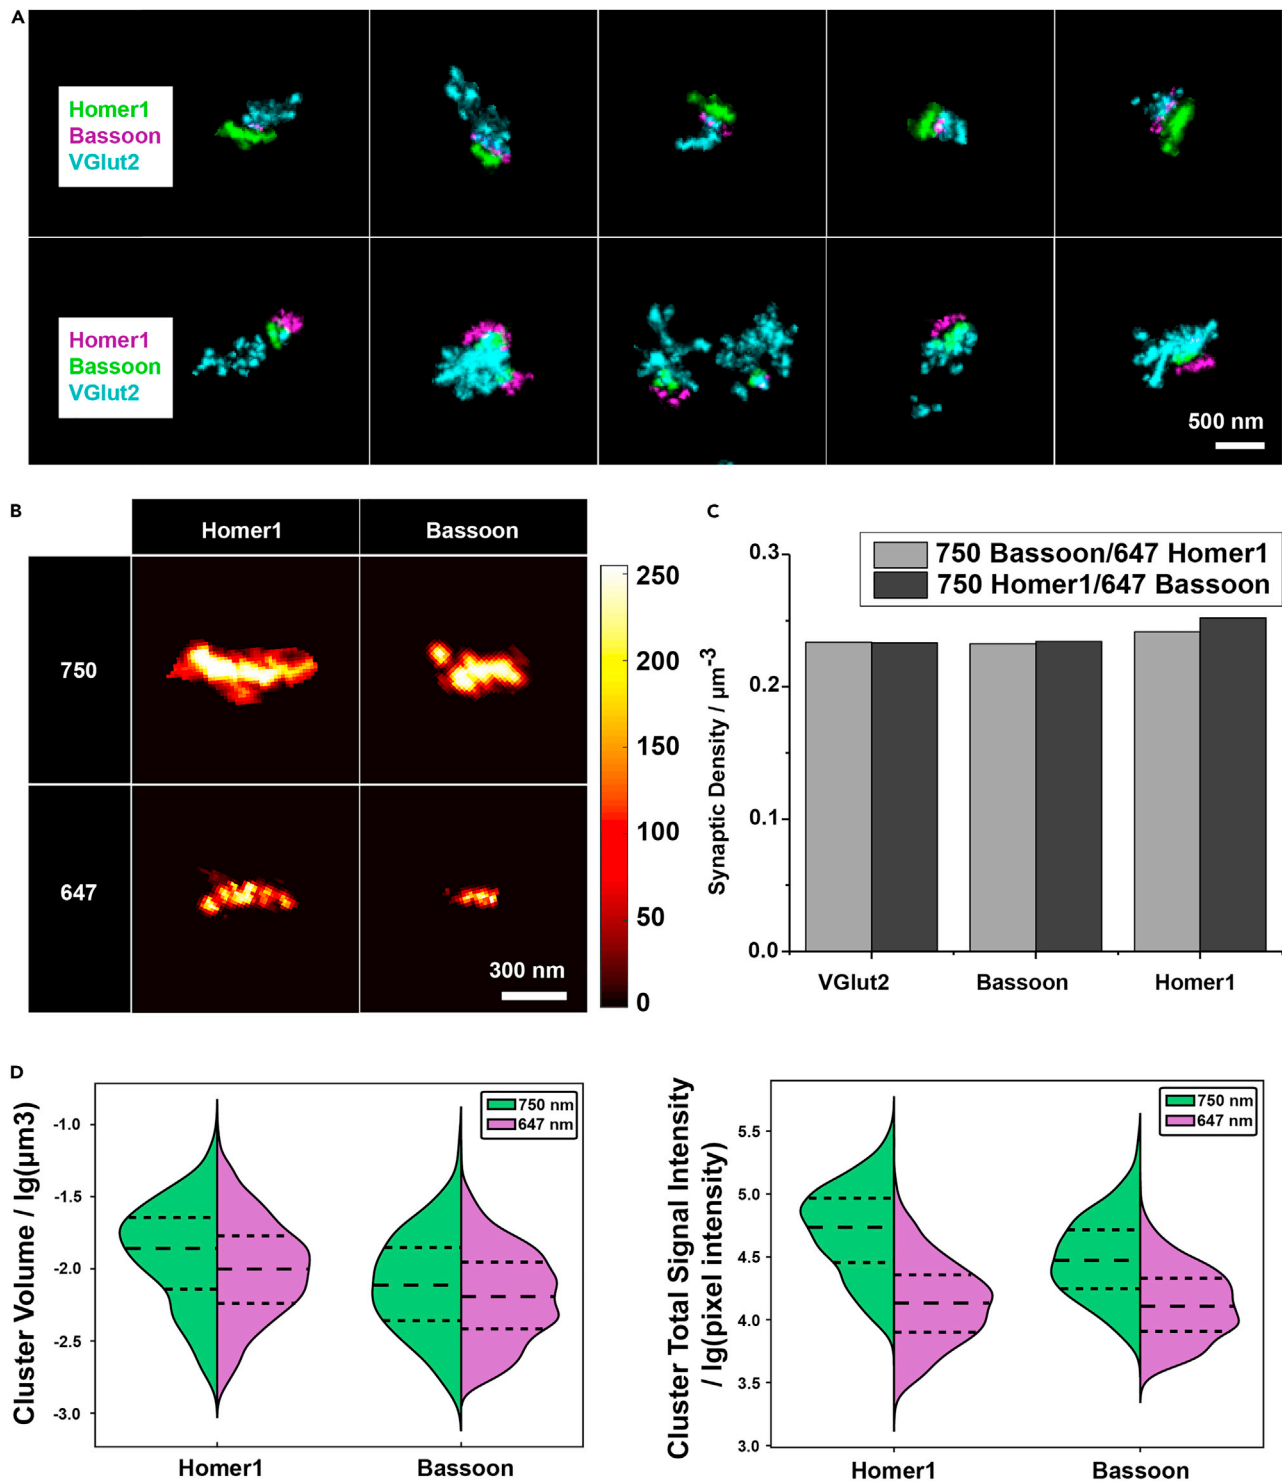 A
Homer1
Bassoon
VGlut2
Homer1
Bassoon
VGlut2
500 nm
B
Homer1
Bassoon
750
647
300 nm
250
200
150
100
50
0
C
750 Bassoon/647 Homer1
750 Homer1/647 Bassoon
Synaptic Density / µm-3
0.3
0.2
0.1
0.0
VGlut2
Bassoon
Homer1
D
Cluster Volume / lg(µm3)
-1.0
-1.5
-2.0
-2.5
-3.0
750 nm
647 nm
Homer1
Bassoon
Cluster Total Signal Intensity
/ lg(pixel intensity)
5.5
5.0
4.5
4.0
3.5
3.0
750 nm
647 nm
Homer1
Bassoon